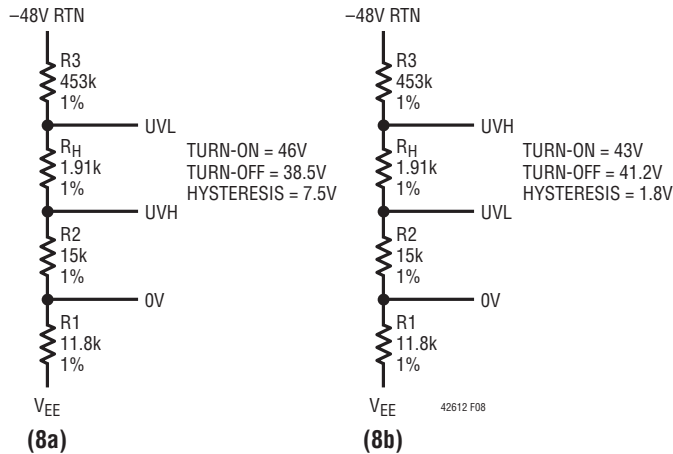 –48V RTN
R3
453k
1%
UVL
RH
1.91k
1%
TURN-ON = 46V
TURN-OFF = 38.5V
HYSTERESIS = 7.5V
UVH
R2
15k
1%
0V
R1
11.8k
1%
VEE
(8a)
–48V RTN
R3
453k
1%
UVH
RH
1.91k
1%
TURN-ON = 43V
TURN-OFF = 41.2V
HYSTERESIS = 1.8V
UVL
R2
15k
1%
0V
R1
11.8k
1%
VEE
42612 F08
(8b)